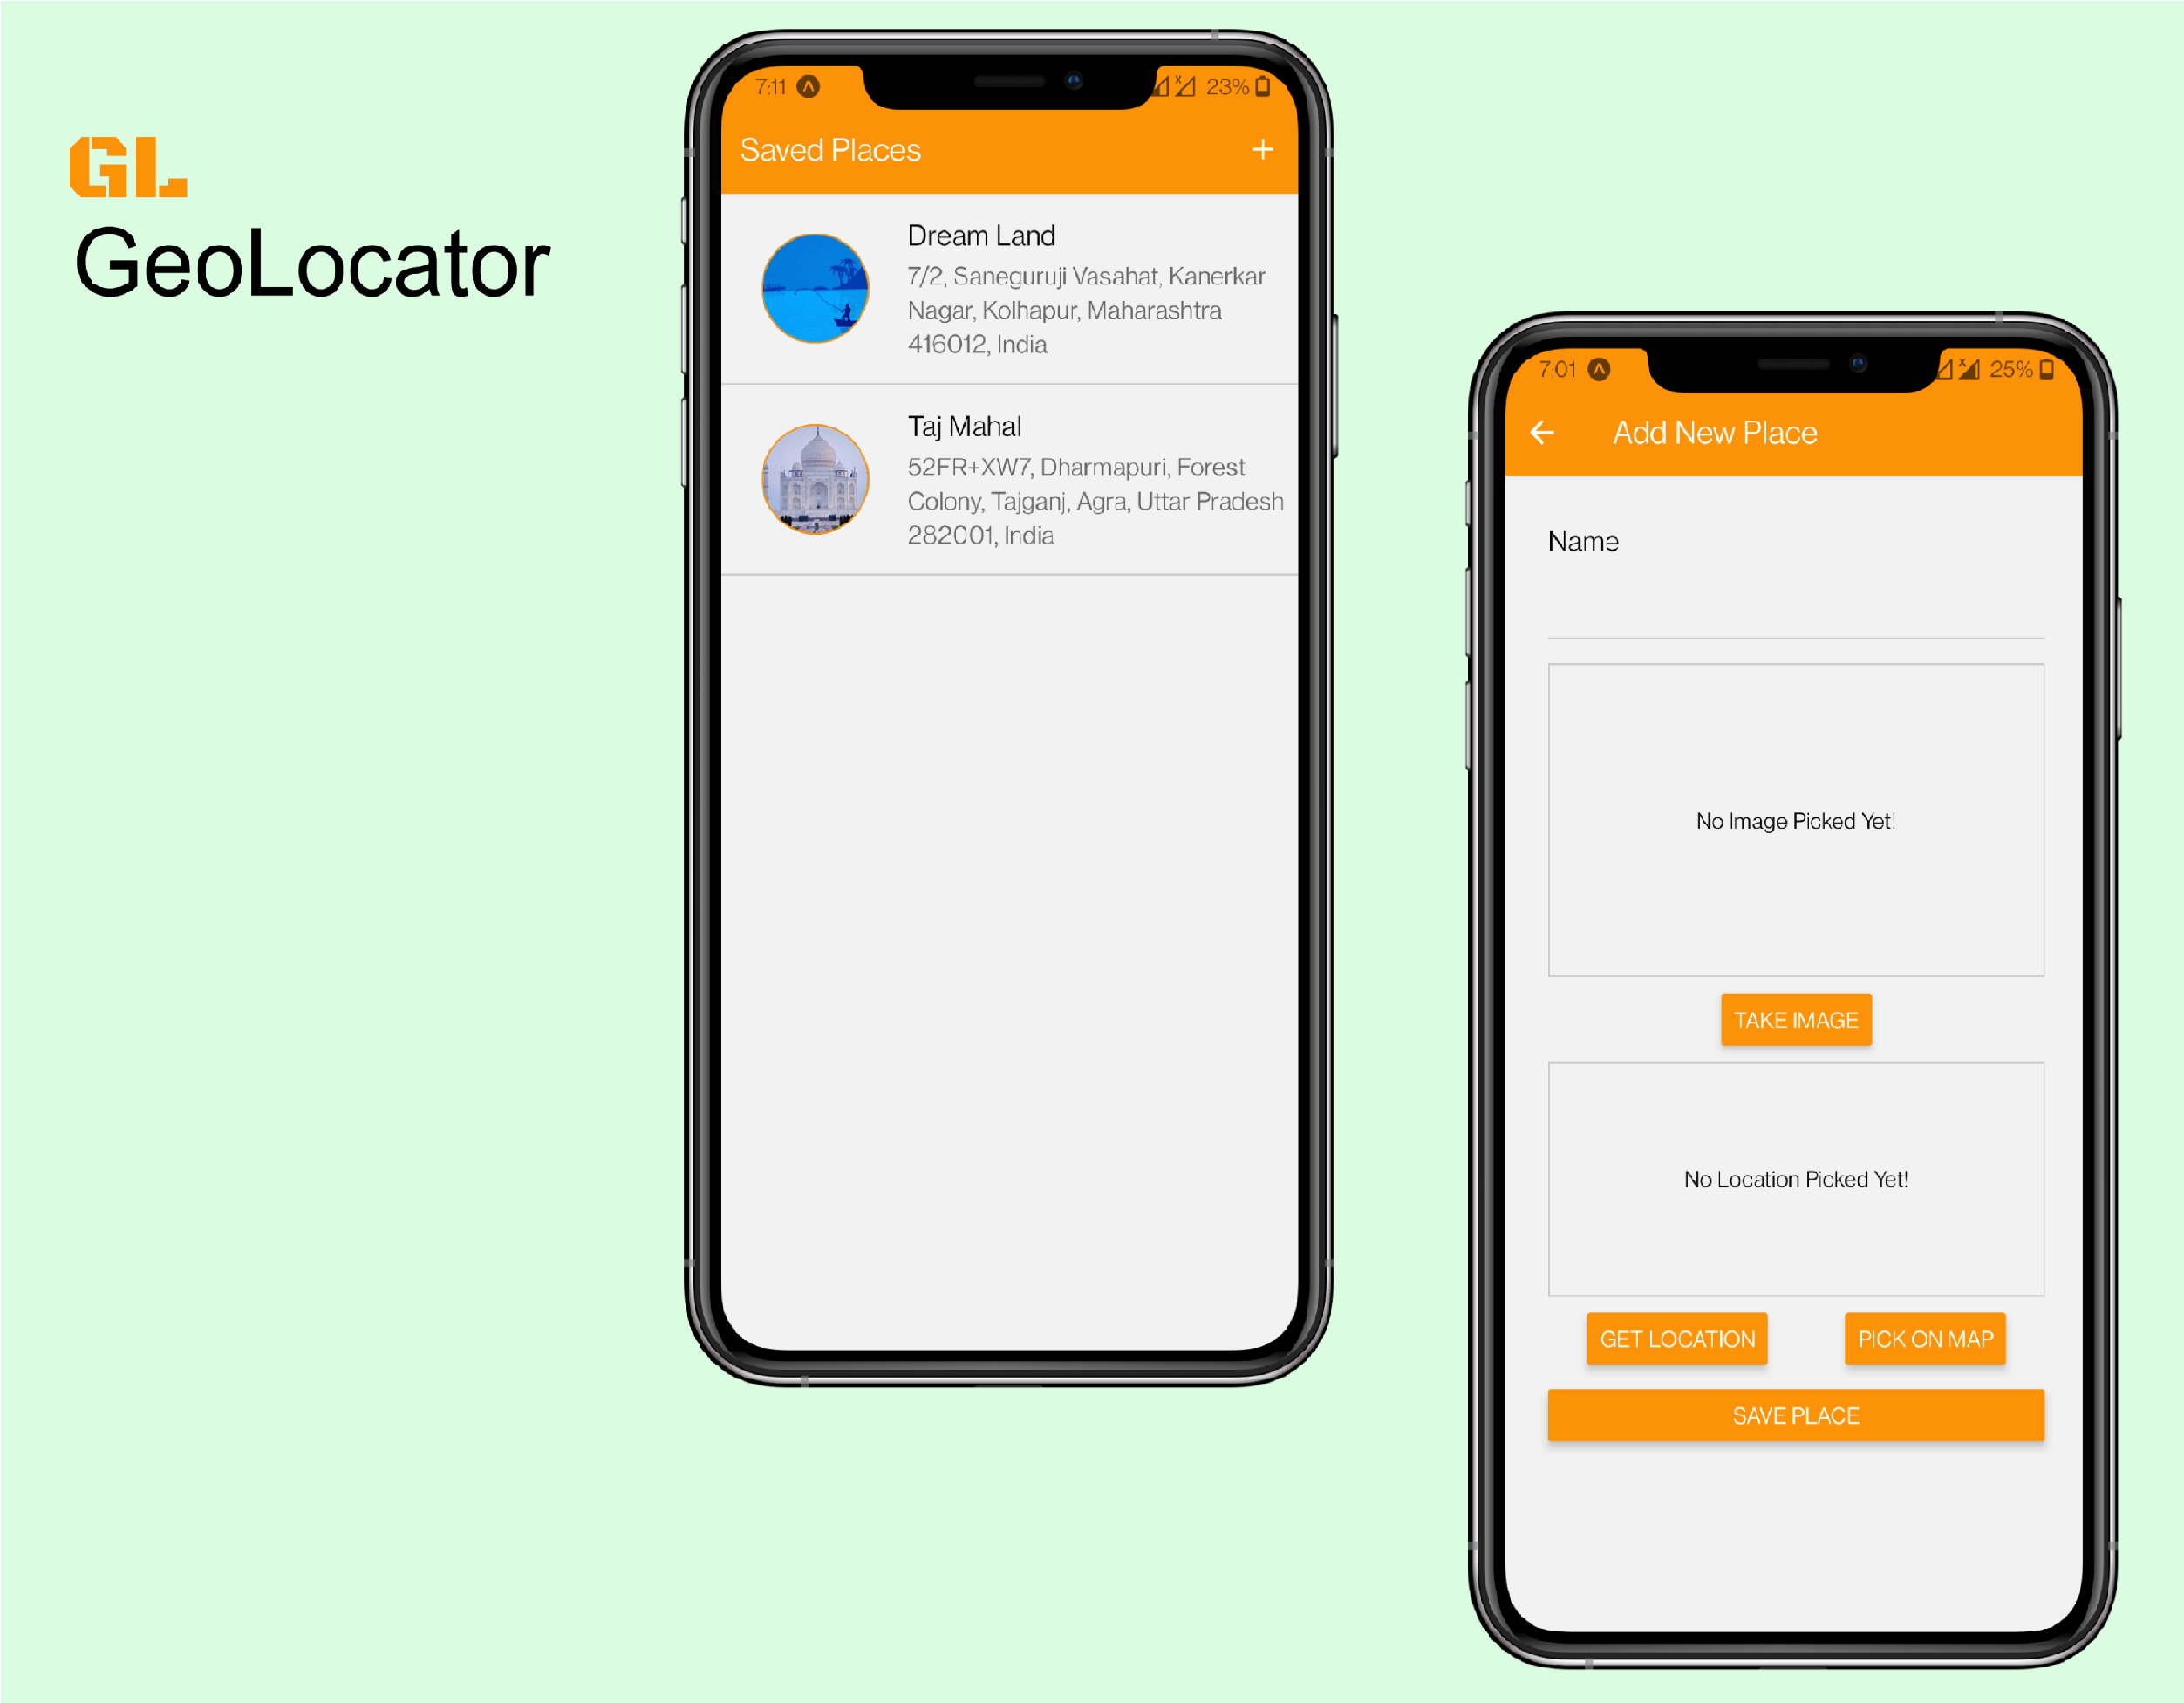 GL
GeoLocator
7:11
23%
Saved Places
+
Dream Land
7/2, Saneguruji Vasahat, Kanerkar
Nagar, Kolhapur, Maharashtra
416012, India
Taj Mahal
52FR+XW7, Dharmapuri, Forest
Colony, Tajganj, Agra, Uttar Pradesh
282001, India
7:01
25%
Add New Place
Name
No Image Picked Yet!
TAKE IMAGE
No Location Picked Yet!
GET LOCATION
PICK ON MAP
SAVE PLACE